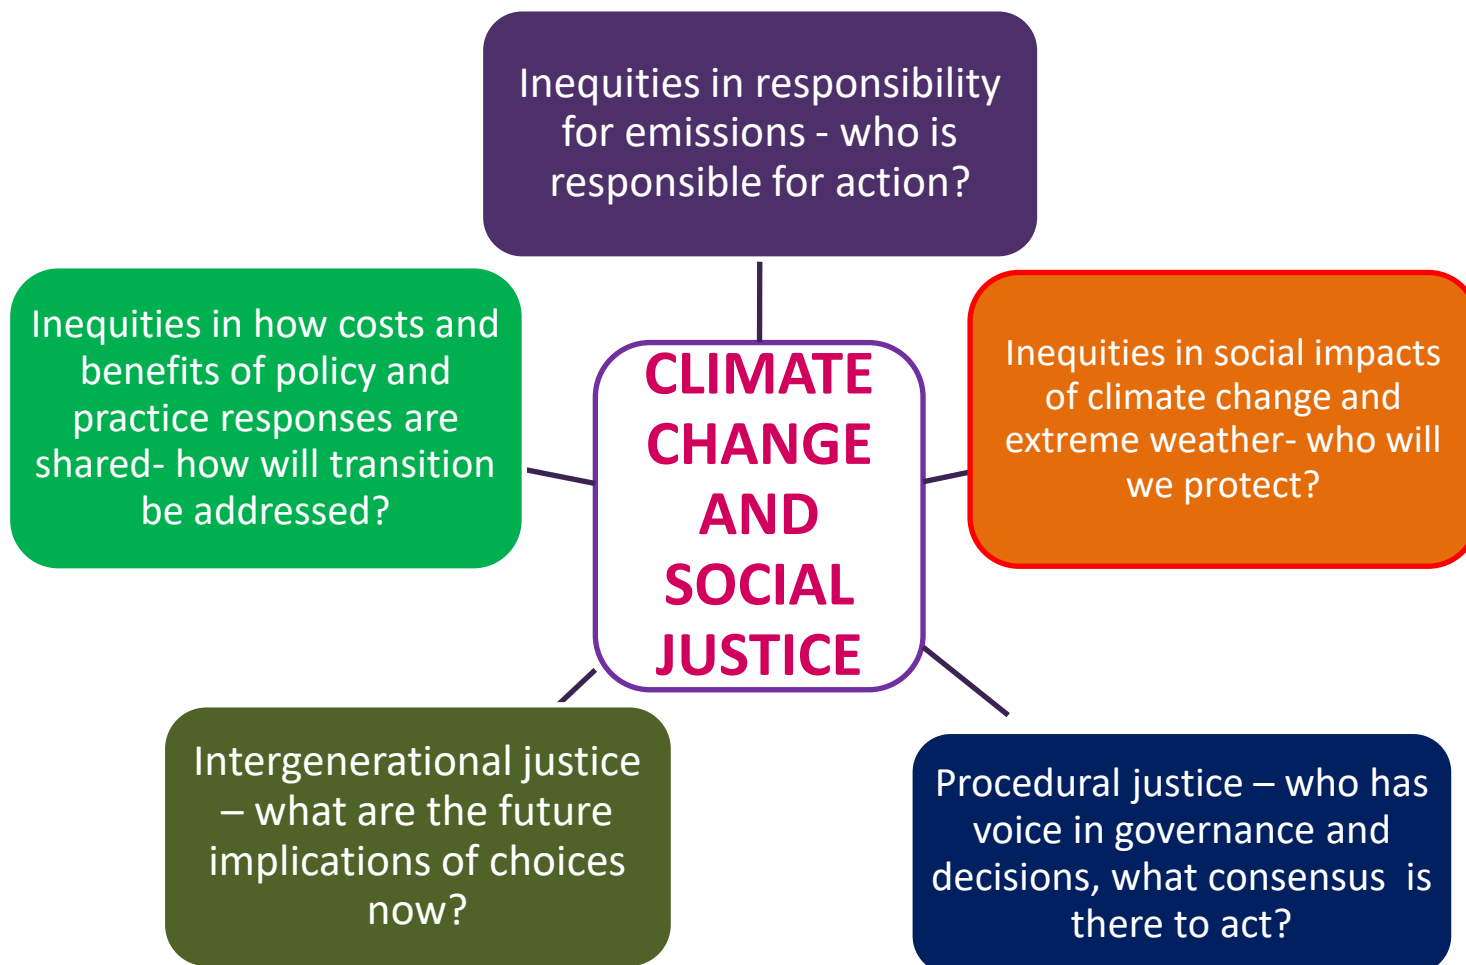 Inequities in responsibility
for emissions - who is
responsible for action?
Inequities in how costs and
benefits of policy and
practice responses are
shared- how will transition
be addressed?
CLIMATE
CHANGE
AND
SOCIAL
JUSTICE
Inequities in social impacts
of climate change and
extreme weather- who will
we protect?
Intergenerational justice
– what are the future
implications of choices
now?
Procedural justice – who has
voice in governance and
decisions, what consensus  is
there to act?